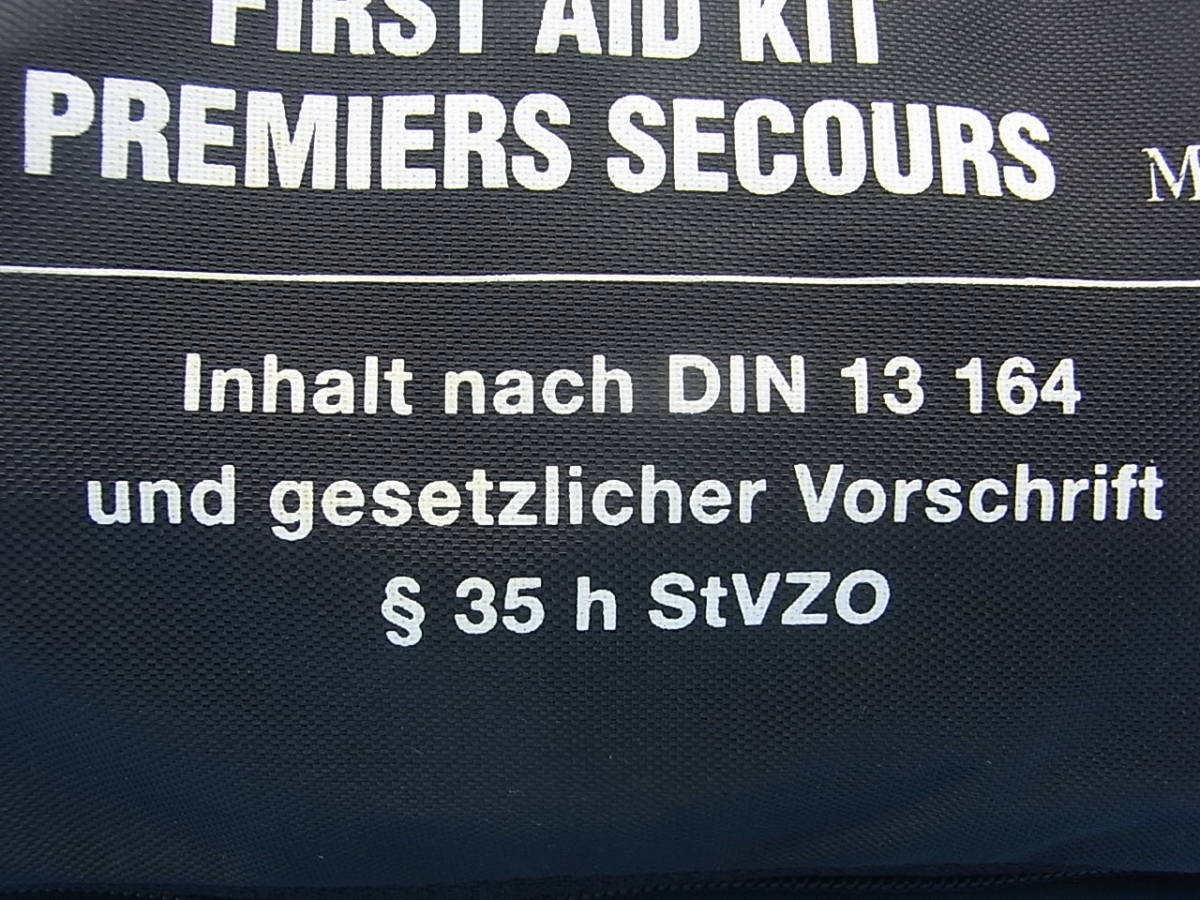 FIRST AID KIT
PREMIERS SECOURS
Inhalt nach DIN 13 164
und gesetzlicher Vorschrift
§ 35 h StVZO